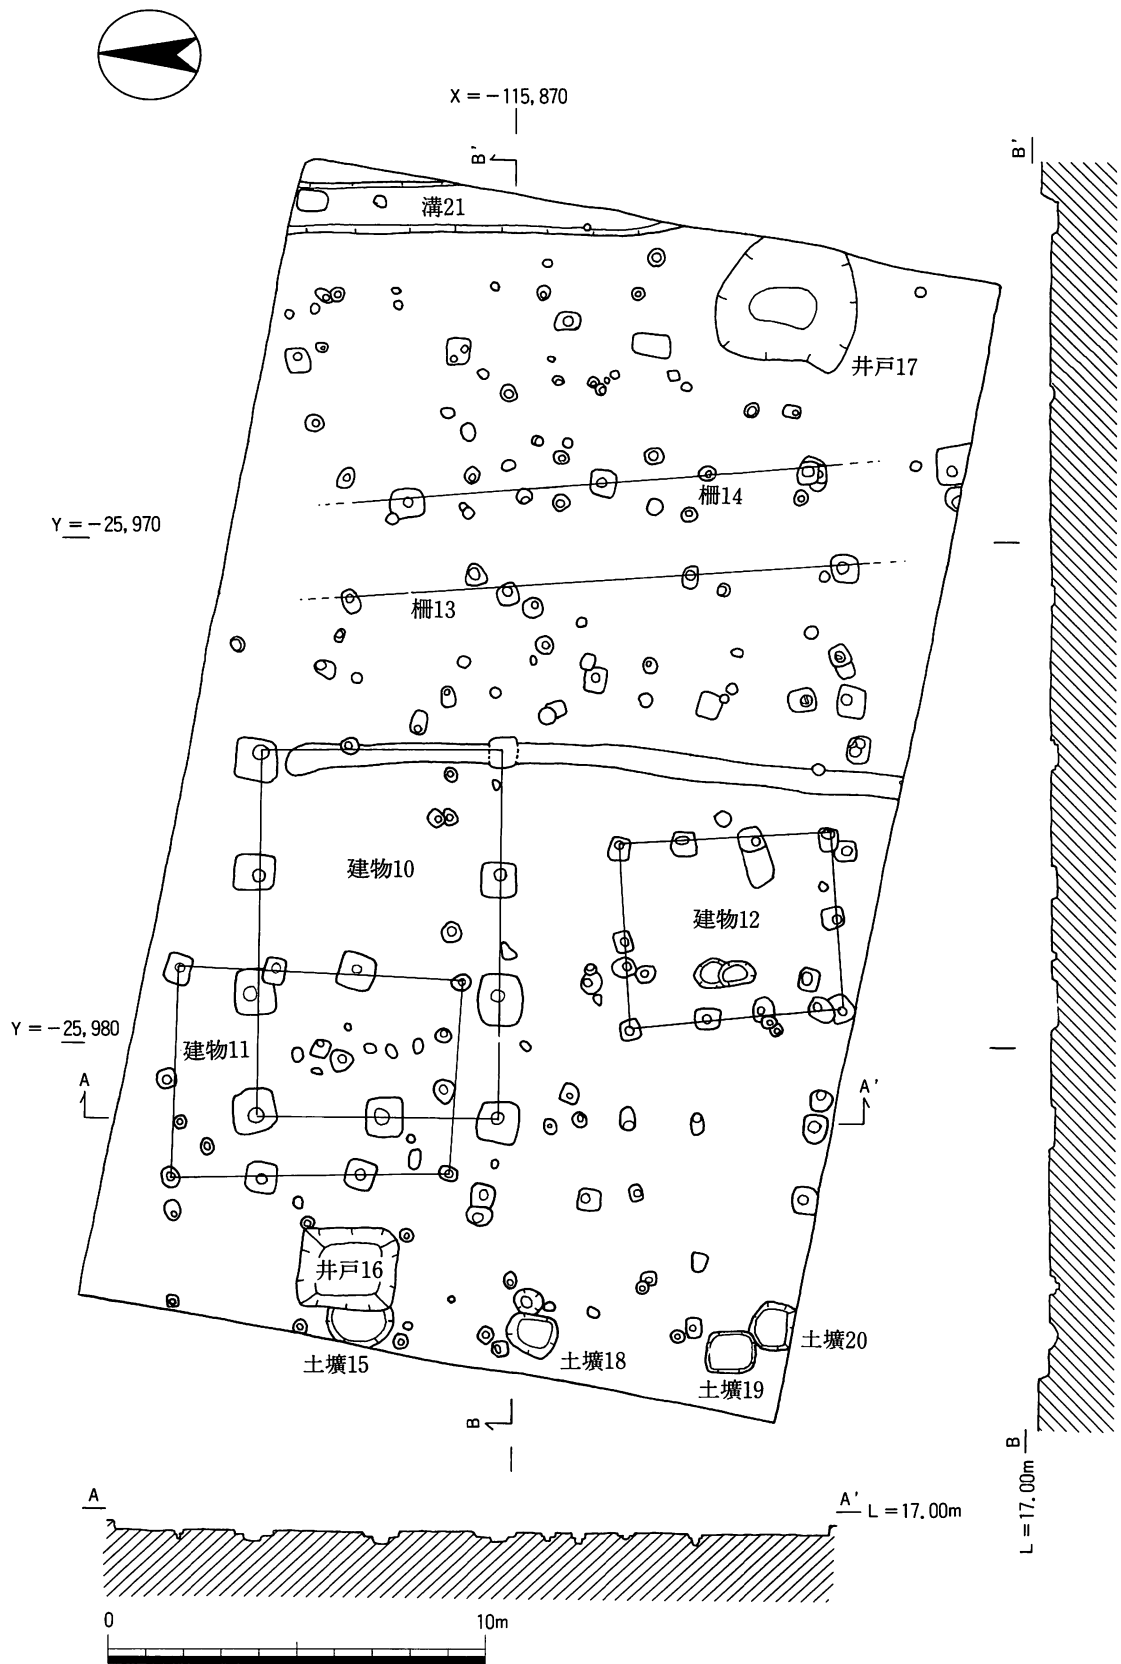 X = -115,870
B'
B'
溝21
井戸17
柵14
Y = -25,970
柵13
建物10
建物12
Y = -25,980
建物11
A
A'
井戸16
土壙15
土壙18
土壙20
土壙19
B
B
L = 17.00m
A
A'
L = 17.00m
0
10m